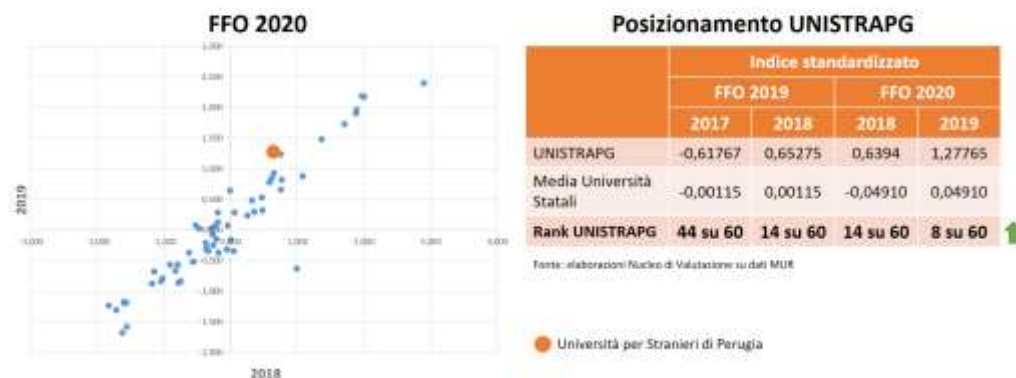 FFO 2020
Posizionamento UNISTRAPG
Indice standardizzato
FFO 2019 FFO 2020
2017 2018 2018 2019
UNISTRAPG -0,61767 0,65275 0,6394 1,27765
Media Università
Statali -0,00115 0,00115 -0,04910 0,04910
Rank UNISTRAPG 44 su 60 14 su 60 14 su 60 8 su 60
Fonte: elaborazioni Nucleo di Valutazione su dati MUR
Università per Stranieri di Perugia
2019
2018